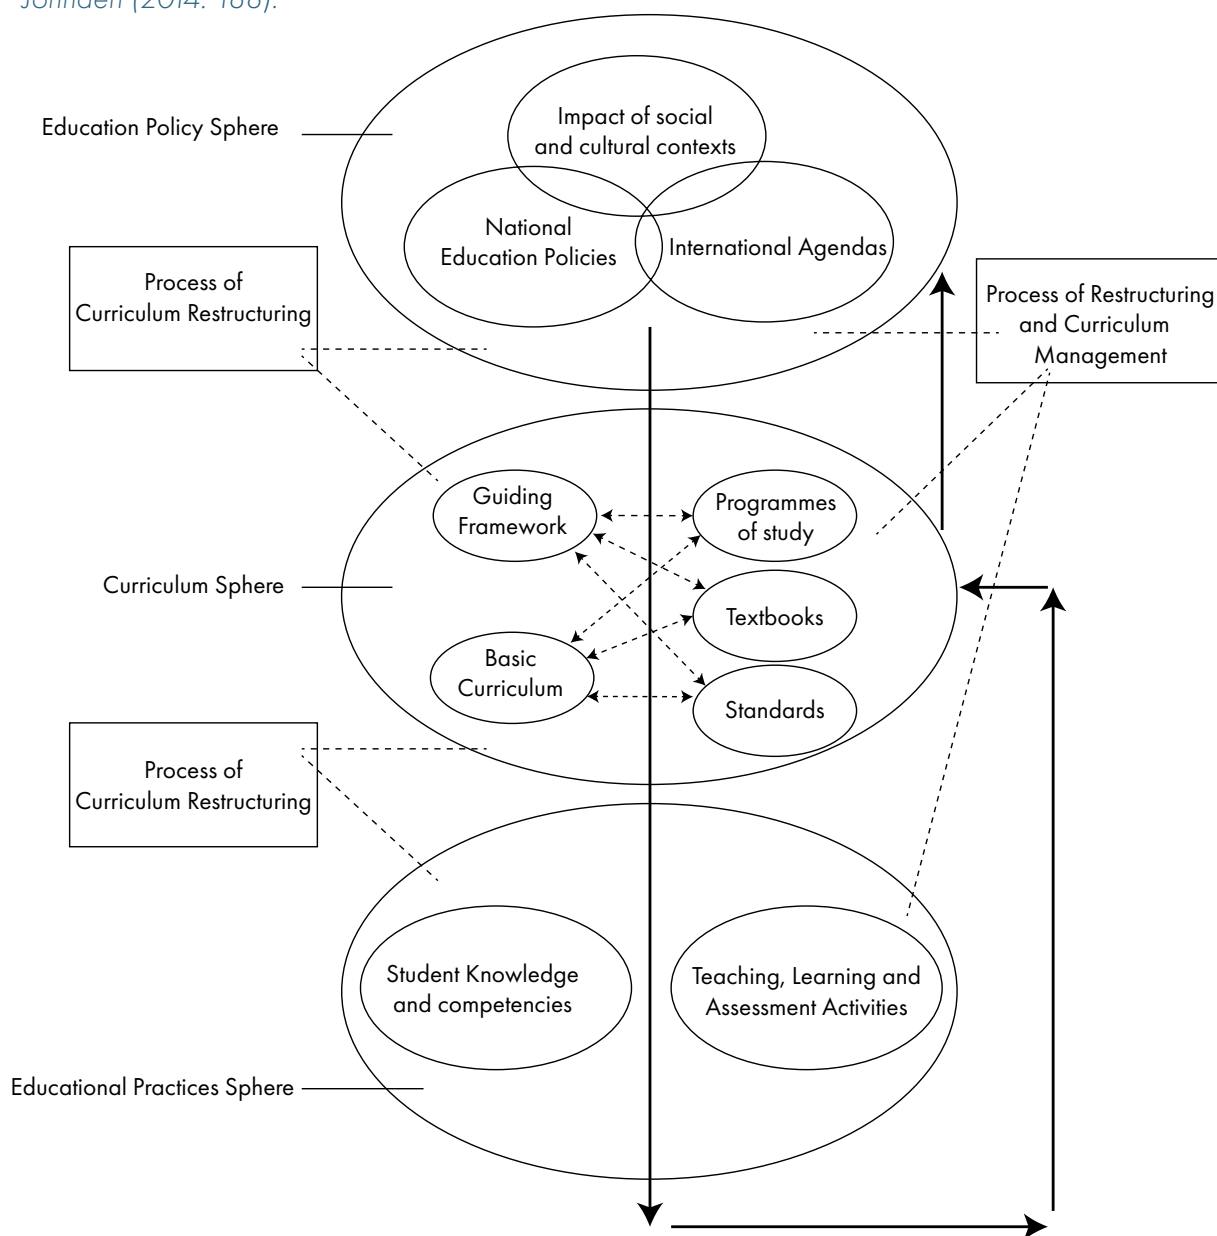 (2014: 188).
Impact of social
and cultural contexts
Education Policy Sphere
National
Education Policies
International Agendas
Process of
Curriculum Restructuring
Process of Restructuring
and Curriculum
Management
Guiding
Framework
Programmes
of study
Curriculum Sphere
Textbooks
Basic
Curriculum
Standards
Process of
Curriculum Restructuring
Student Knowledge
and competencies
Teaching, Learning and
Assessment Activities
Educational Practices Sphere